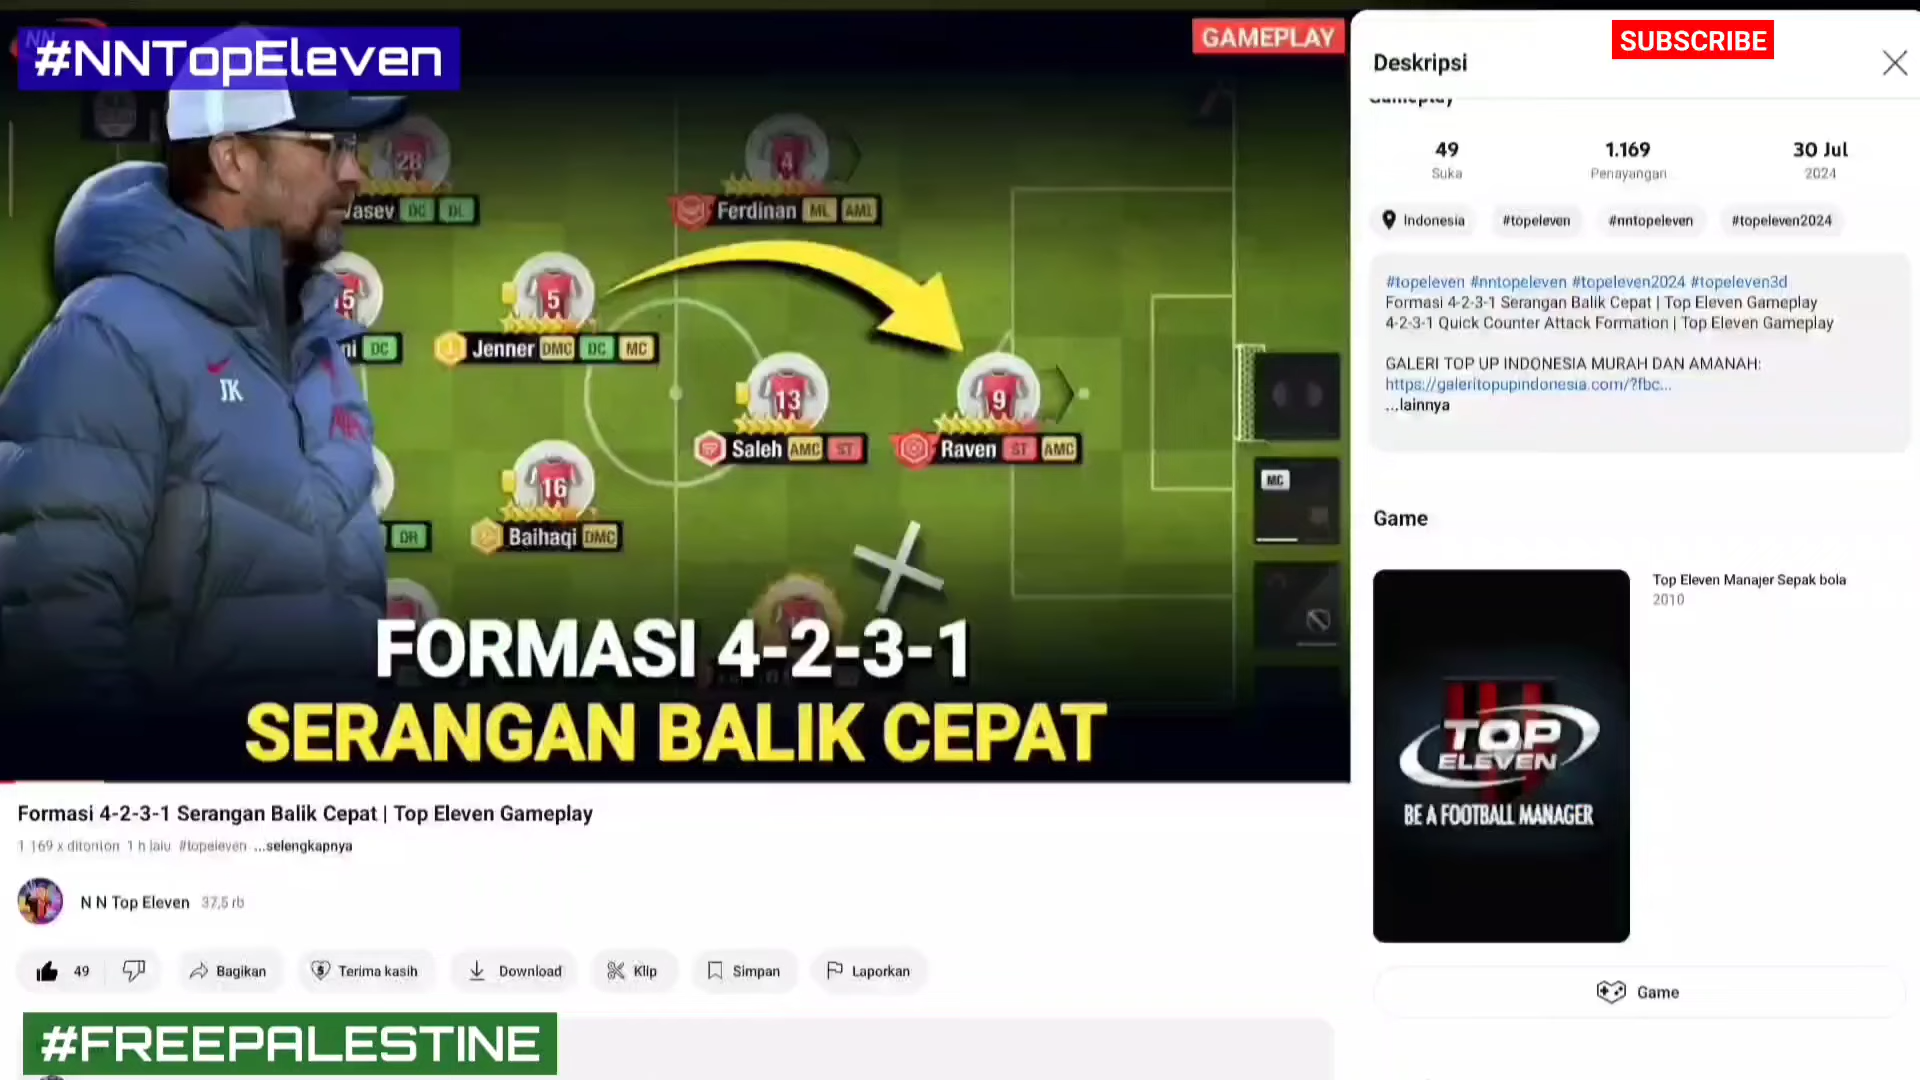 #NNTopEleven
GAMEPLAY
28
4
Ferdinan ML AML
DC DL
15
5
DC
Jenner DMC DC MC
13
9
Saleh AMC ST
Raven ST AMC
16
DR
Baihaqi DMC
MC
JK
FORMASI 4-2-3-1
SERANGAN BALIK CEPAT
Formasi 4-2-3-1 Serangan Balik Cepat | Top Eleven Gameplay
1 169 x ditonton 1 h lalu #topeleven ...selengkapnya
N N Top Eleven 37,5 rb
49
Bagikan
Terima kasih
Download
Klip
Simpan
Laporkan
#FREEPALESTINE
SUBSCRIBE
Deskripsi
Gameplay
49 1.169 30 Jul
Suka Penayangan 2024
Indonesia #topeleven #nntopeleven #topeleven2024
#topeleven #nntopeleven #topeleven2024 #topeleven3d
Formasi 4-2-3-1 Serangan Balik Cepat | Top Eleven Gameplay
4-2-3-1 Quick Counter Attack Formation | Top Eleven Gameplay
GALERI TOP UP INDONESIA MURAH DAN AMANAH:
https://galeritopupindonesia.com/?fbc...
...lainnya
Game
Top Eleven Manajer Sepak bola
2010
TOP
ELEVEN
BE A FOOTBALL MANAGER
Game